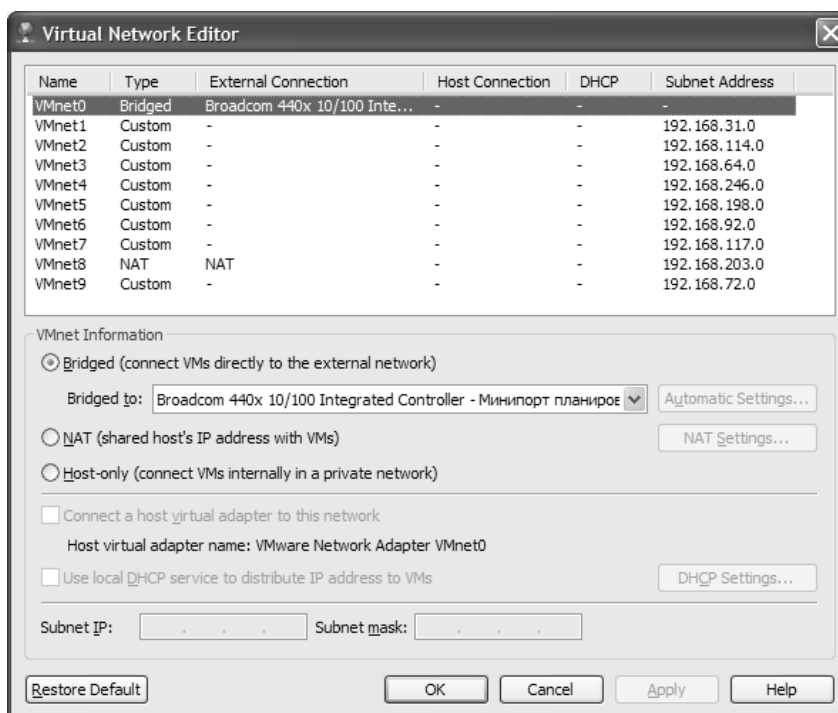 Virtual Network Editor
Name Type External Connection Host Connection DHCP Subnet Address
VMnet0 Bridged Broadcom 440x 10/100 Inte... - - -
VMnet1 Custom - - - 192.168.31.0
VMnet2 Custom - - - 192.168.114.0
VMnet3 Custom - - - 192.168.64.0
VMnet4 Custom - - - 192.168.246.0
VMnet5 Custom - - - 192.168.198.0
VMnet6 Custom - - - 192.168.92.0
VMnet7 Custom - - - 192.168.117.0
VMnet8 NAT NAT - - 192.168.203.0
VMnet9 Custom - - - 192.168.72.0
VMnet Information
Bridged (connect VMs directly to the external network)
Bridged to: Broadcom 440x 10/100 Integrated Controller - Минипорт планиров Automatic Settings...
NAT (shared host's IP address with VMs) NAT Settings...
Host-only (connect VMs internally in a private network)
Connect a host virtual adapter to this network
Host virtual adapter name: VMware Network Adapter VMnet0
Use local DHCP service to distribute IP address to VMs DHCP Settings...
Subnet IP: . . . Subnet mask: . . .
Restore Default OK Cancel Apply Help